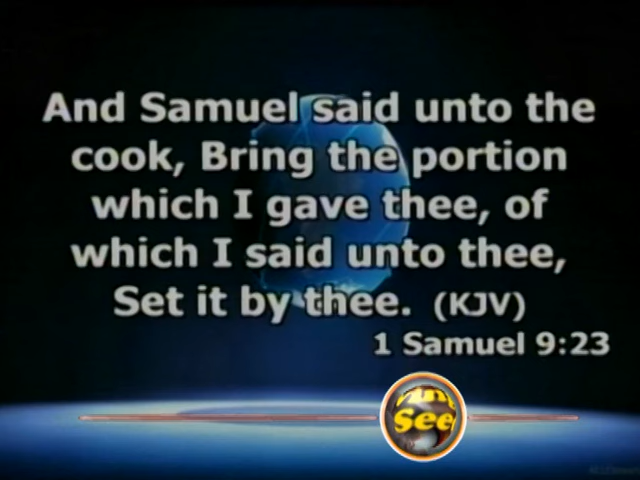 And Samuel said unto the
cook, Bring the portion
which I gave thee, of
which I said unto thee,
Set it by thee. (KJV)
1 Samuel 9:23
See